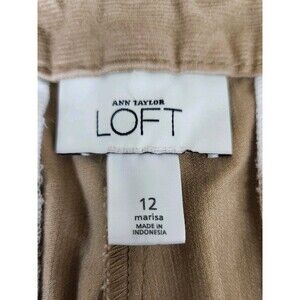 ANN TAYLOR
LOFT
12
marisa
MADE IN
INDONESIA